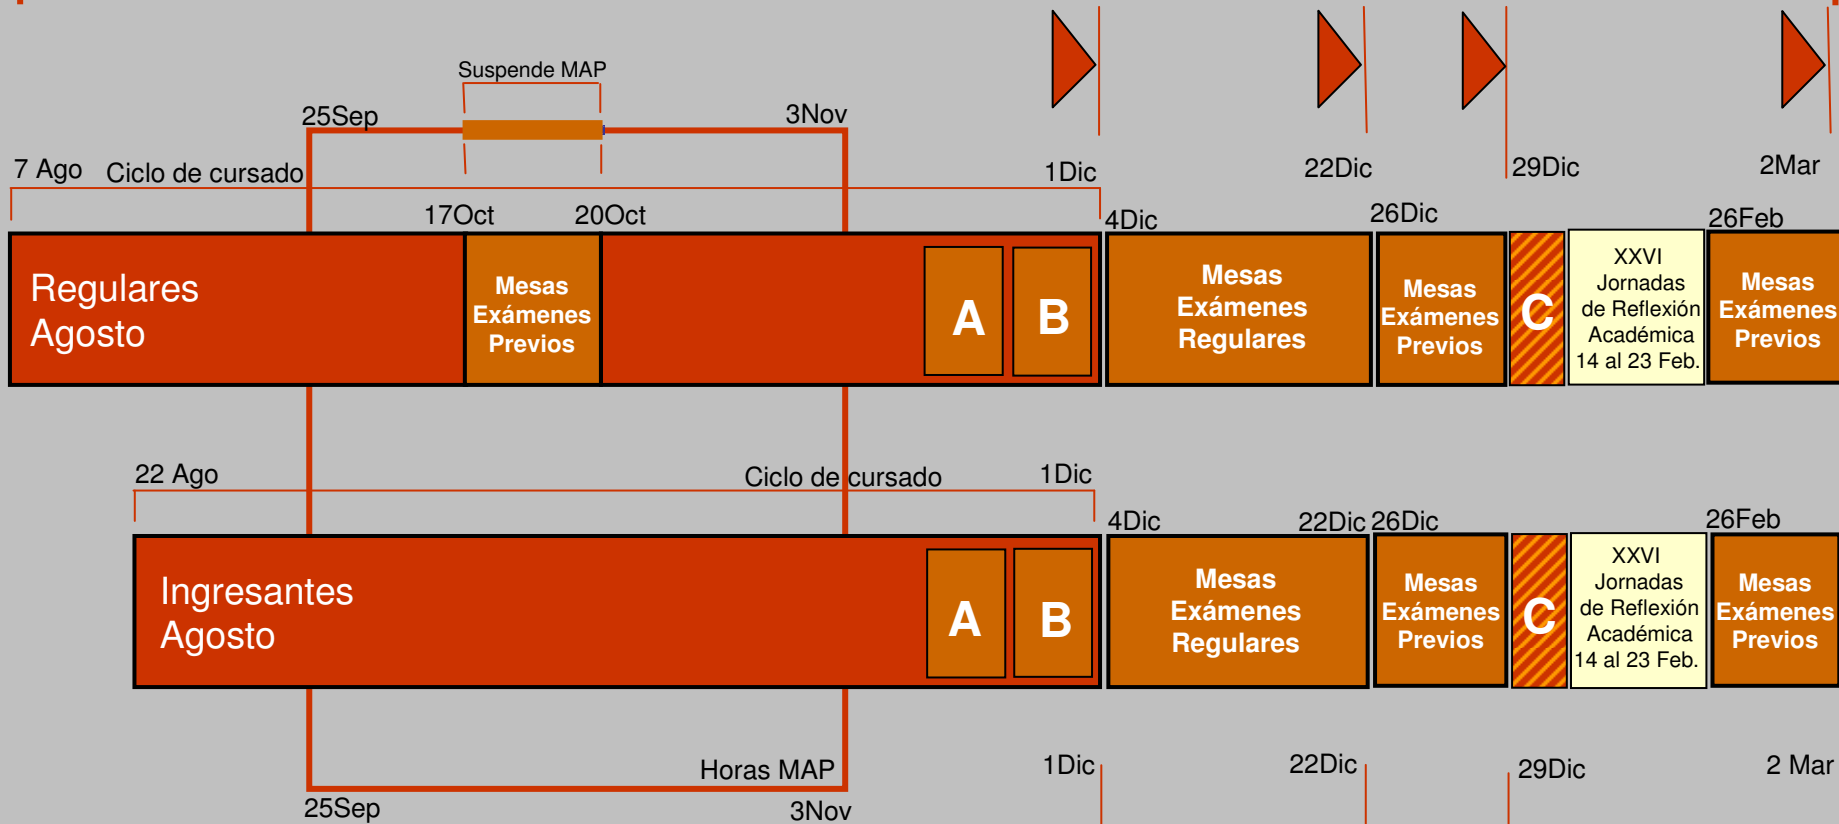 Suspende MAP
25Sep
3Nov
7 Ago
Ciclo de cursado
1Dic
22Dic
29Dic
2Mar
17Oct
20Oct
4Dic
26Dic
26Feb
Regulares
Agosto
Mesas
Exámenes
Previos
A
B
Mesas
Exámenes
Regulares
Mesas
Exámenes
Previos
C
XXVI
Jornadas
de Reflexión
Académica
14 al 23 Feb.
Mesas
Exámenes
Previos
22 Ago
Ciclo de cursado
1Dic
4Dic
22Dic
26Dic
26Feb
Ingresantes
Agosto
A
B
Mesas
Exámenes
Regulares
Mesas
Exámenes
Previos
C
XXVI
Jornadas
de Reflexión
Académica
14 al 23 Feb.
Mesas
Exámenes
Previos
Horas MAP
25Sep
3Nov
1Dic
22Dic
29Dic
2 Mar